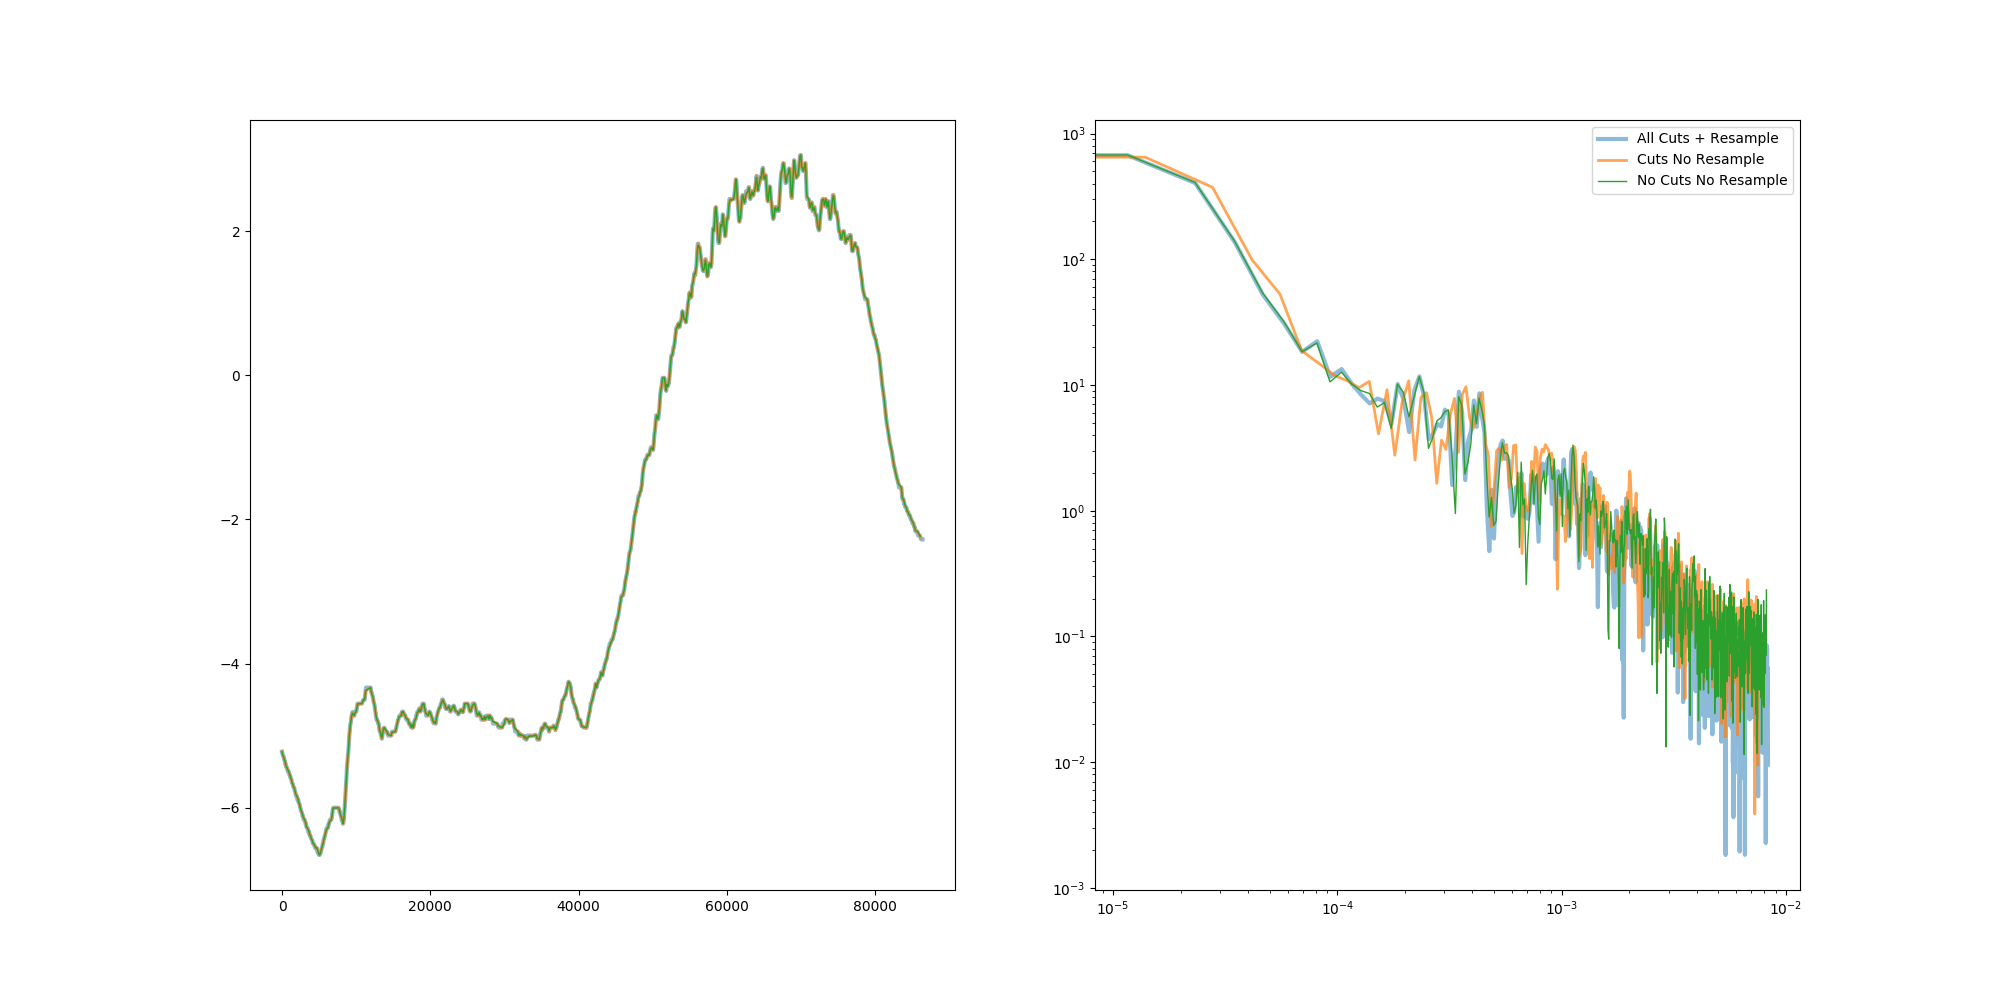 2
0
−2
−4
−6
0 20000 40000 60000 80000
10³
10²
10¹
10⁰
10⁻¹
10⁻²
10⁻³
10⁻⁵ 10⁻⁴ 10⁻³ 10⁻²
All Cuts + Resample
Cuts No Resample
No Cuts No Resample